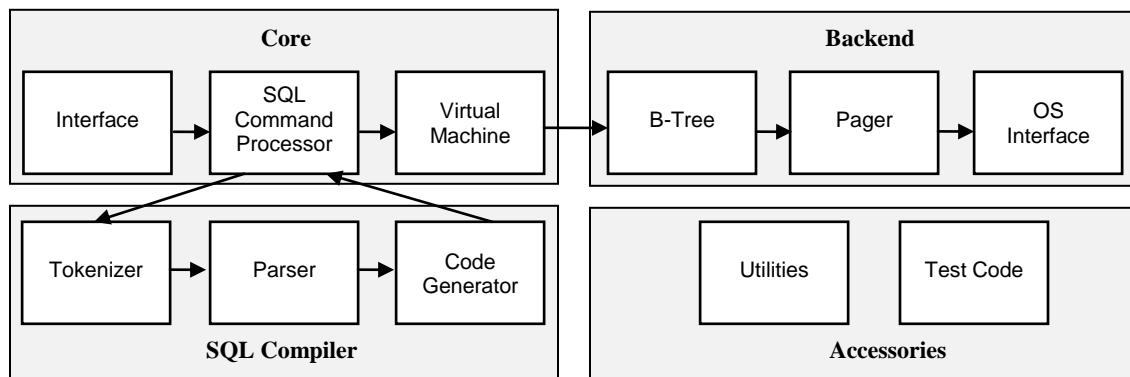 Core
Interface
SQL
Command
Processor
Virtual
Machine
Backend
B-Tree
Pager
OS
Interface
Tokenizer
Parser
Code
Generator
SQL Compiler
Utilities
Test Code
Accessories